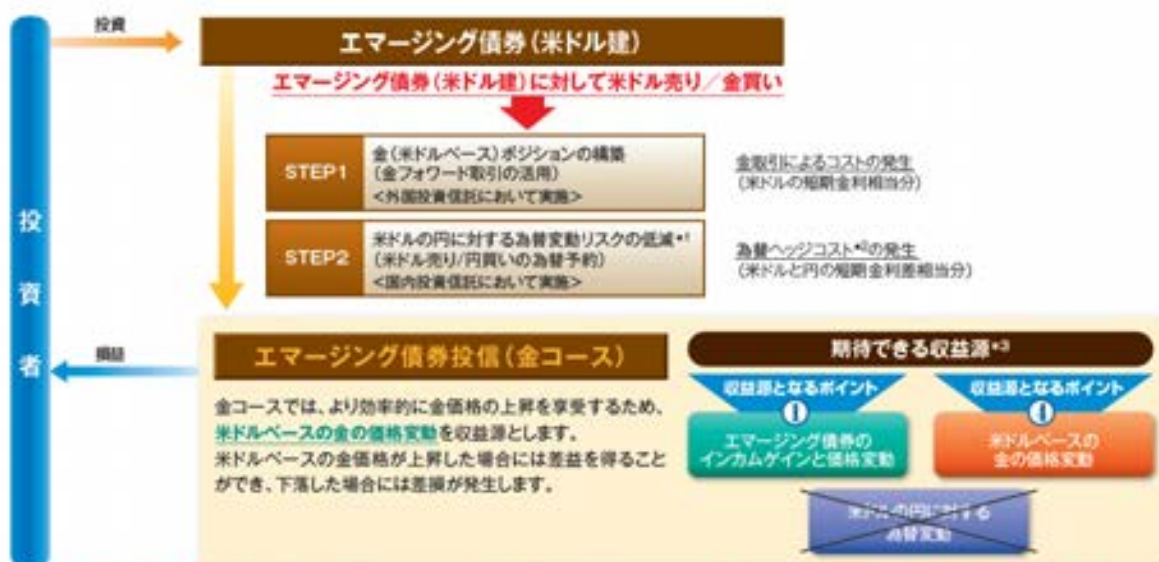 投資
エマージング債券（米ドル建）
エマージング債券（米ドル建）に対して米ドル売り／金買い
STEP1
金（米ドルベース）ポジションの構築
（金フォワード取引の活用）
<外国投資信託において実施>
金取引によるコストの発生
（米ドルの短期金利相当分）
STEP2
米ドルの円に対する為替変動リスクの低減*1
（米ドル売り/円買いの為替予約）
<国内投資信託において実施>
為替ヘッジコスト*2の発生
（米ドルと円の短期金利差相当分）
投資者
損益
エマージング債券投信（金コース）
金コースでは、より効率的に金価格の上昇を享受するため、
米ドルベースの金の価格変動を収益源とします。
米ドルベースの金価格が上昇した場合には差益を得ること
ができ、下落した場合には差損が発生します。
期待できる収益源*3
収益源となるポイント
1
エマージング債券の
インカムゲインと価格変動
収益源となるポイント
4
米ドルベースの
金の価格変動
米ドルの円に対する
為替変動